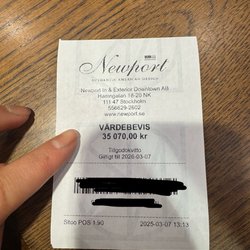 Newport
AUTHENTIC AMERICAN DESIGN
Newport In & Exterior Downtown AB
Hamngatan 18-20 NK
111 47 Stockholm
556629-2602
www.newport.se
VÄRDEBEVIS
35 070,00 kr
Tillgodokvitto
Giltigt till 2026-03-07
Sitoo POS 1.90
2025-03-07 13:13